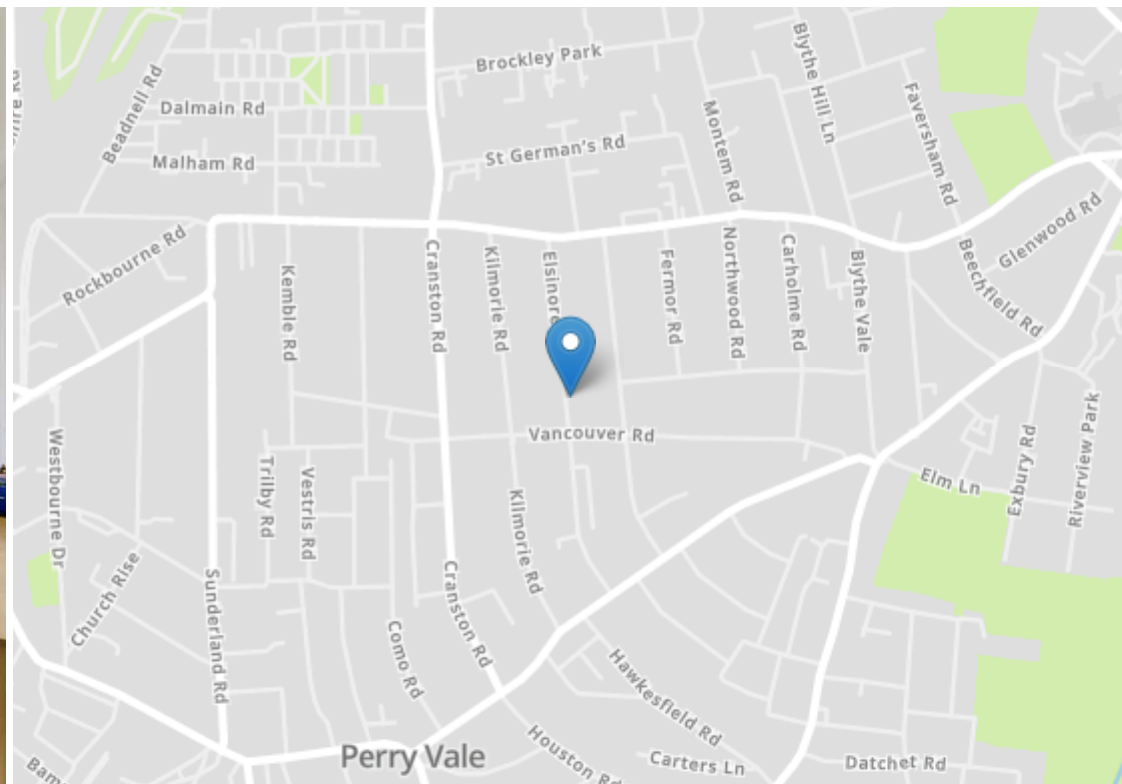 Brockley Park
Blythe Hill Ln
Beadnell Rd
Dalmain Rd
Faversham Rd
Montem Rd
St German's Rd
Malham Rd
Glenwood Rd
Rockbourne Rd
Kemble Rd
Cranston Rd
Kilmorie Rd
Elsinore
Fermor Rd
Northwood Rd
Carholme Rd
Blythe Vale
Beechfield Rd
Vancouver Rd
Westbourne Dr
Trilby Rd
Vestris Rd
Elm Ln
Exbury Rd
Riverview Park
Kilmorie Rd
Church Rise
Sunderland Rd
Cranston Rd
Como Rd
Hawkesfield Rd
Perry Vale
Houston Rd
Carters Ln
Datchet Rd